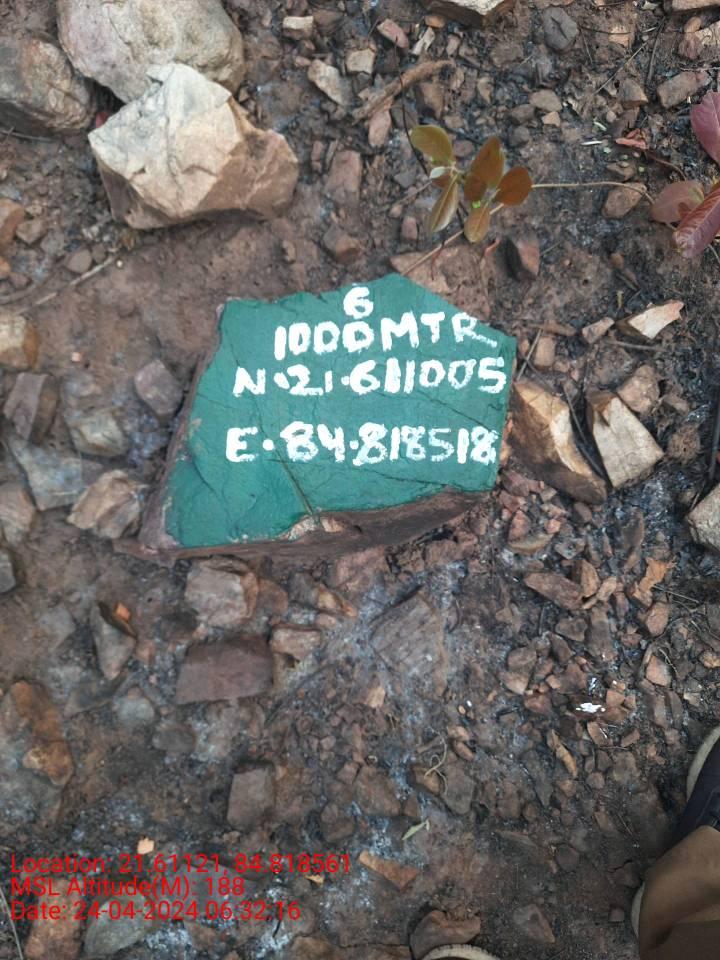 6
1000MTR
N.21.611005
E.84.818518
Location: 21.61121, 84.818561
MSL Altitude(M): 188
Date: 24-04-2024 06:32:16